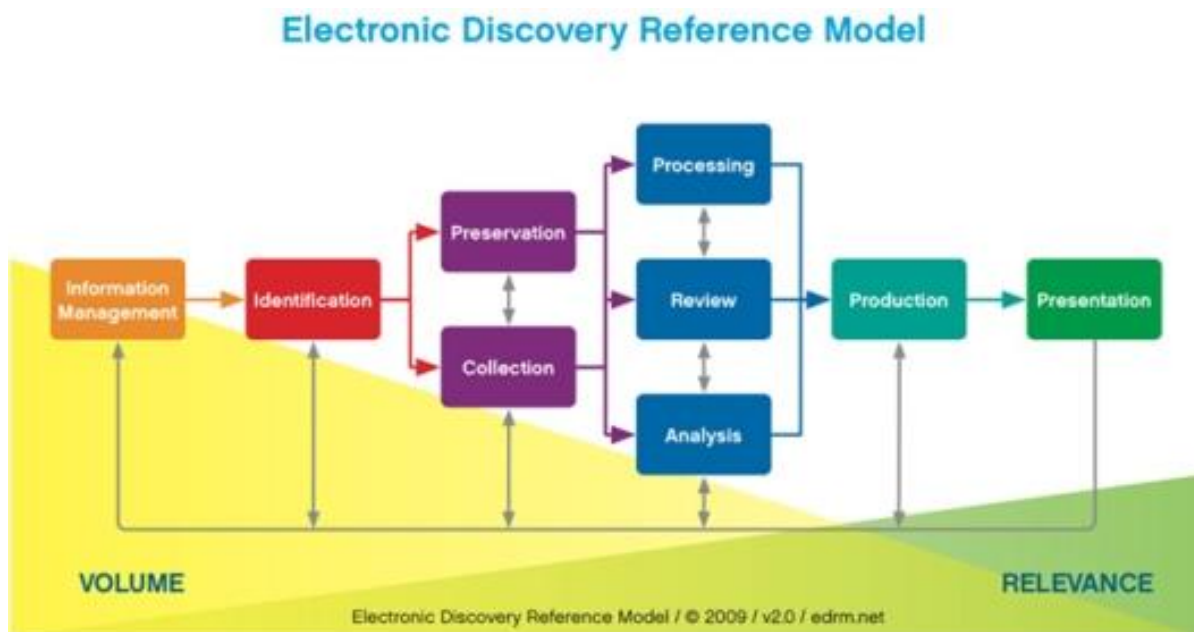 Electronic Discovery Reference Model
Processing
Preservation
Information
Management
Identification
Review
Production
Presentation
Collection
Analysis
VOLUME
RELEVANCE
Electronic Discovery Reference Model / © 2009 / v2.0 / edrm.net